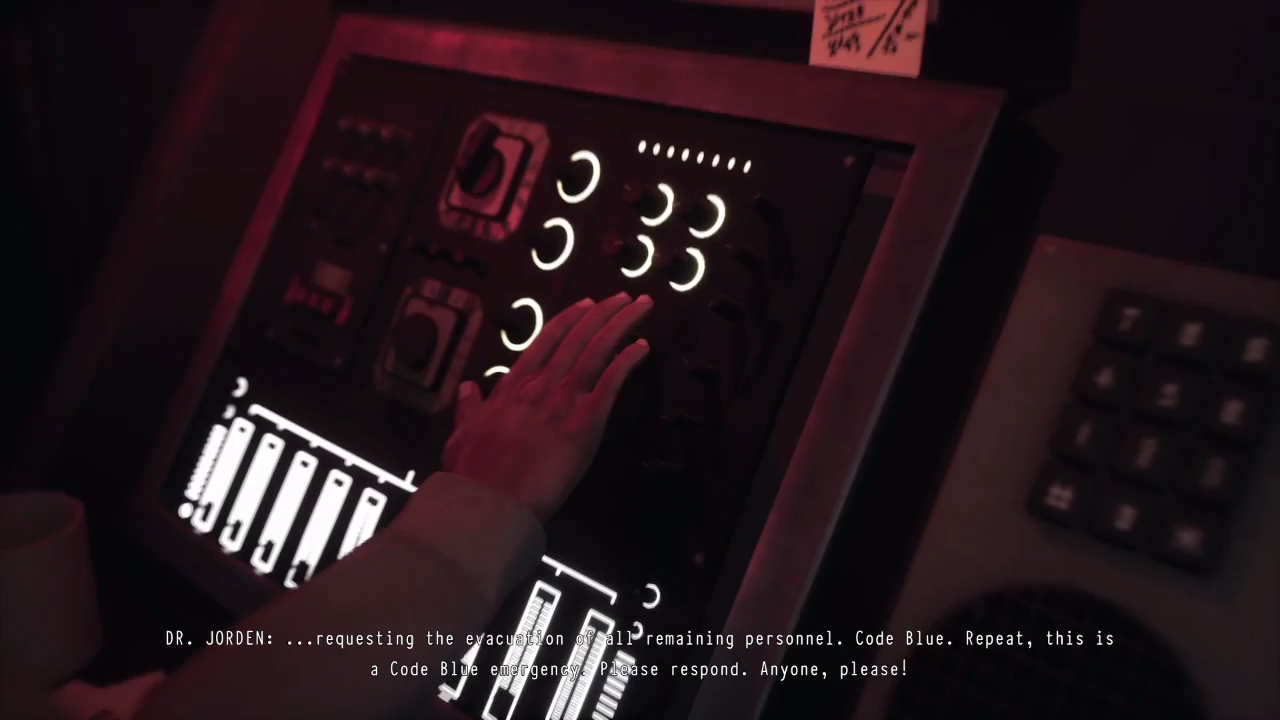 DR. JORDEN: ...requesting the evacuation of all remaining personnel. Code Blue. Repeat, this is
a Code Blue emergency. Please respond. Anyone, please!